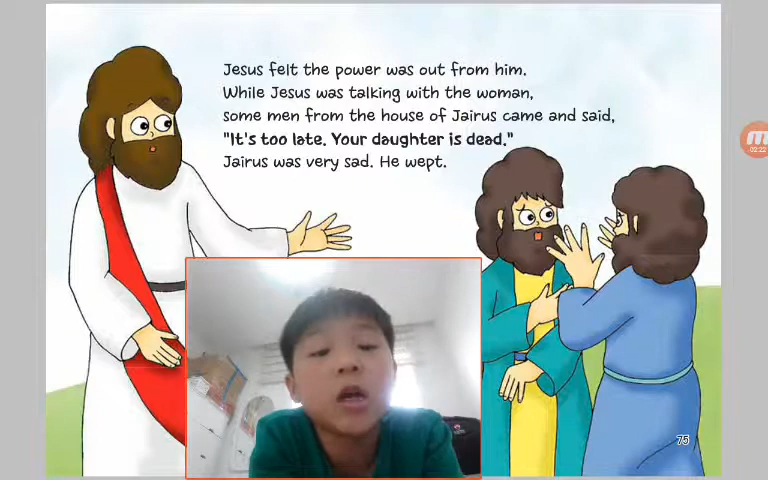 Jesus felt the power was out from him.
While Jesus was talking with the woman,
some men from the house of Jairus came and said,
"It's too late. Your daughter is dead."
Jairus was very sad. He wept.
02:22
75